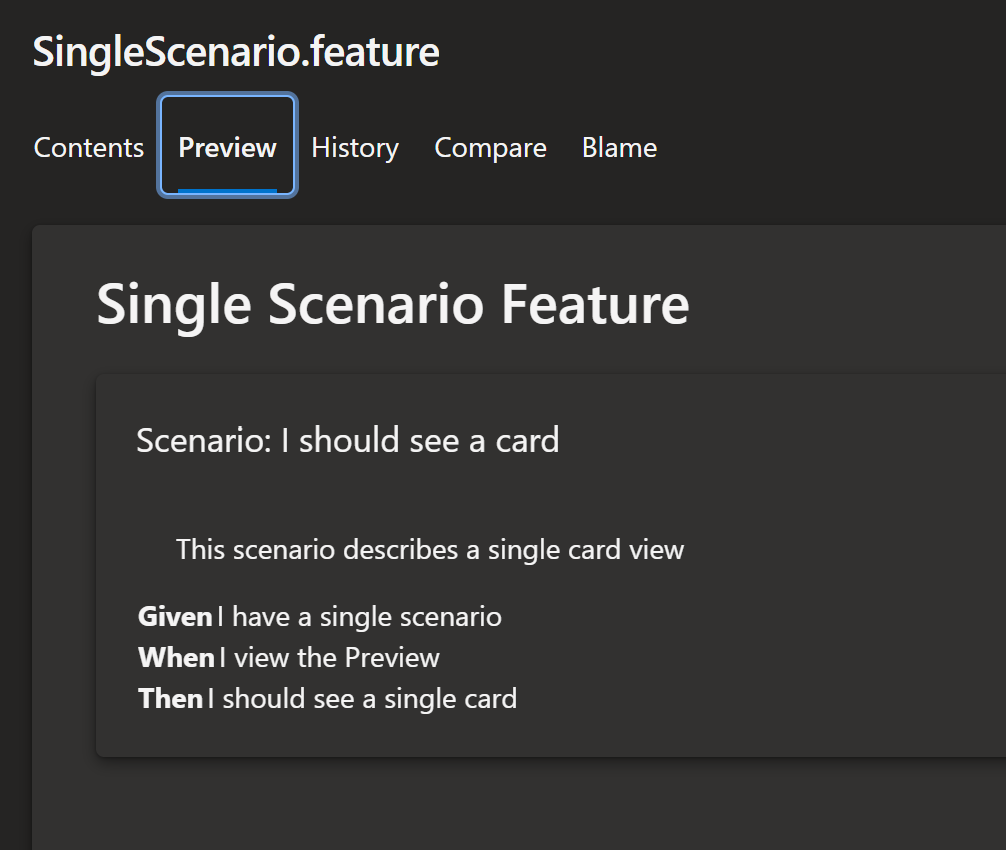 SingleScenario.feature
Contents Preview History Compare Blame
Single Scenario Feature
Scenario: I should see a card
This scenario describes a single card view
Given I have a single scenario
When I view the Preview
Then I should see a single card